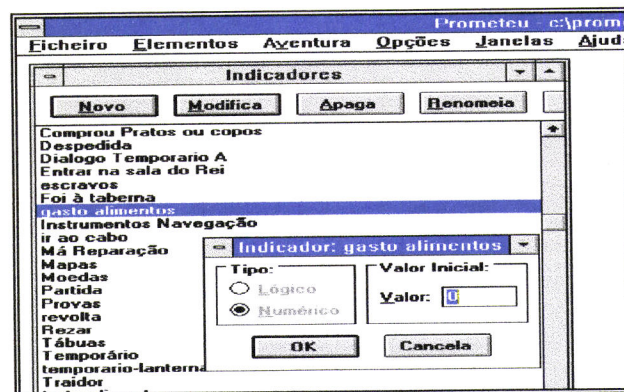 Prometeu - c:\prom
Ficheiro Elementos Aventura Opções Janelas Ajud
Indicadores
Novo Modifica Apaga Renomeia
Comprou Pratos ou copos
Despedida
Dialogo Temporario A
Entrar na sala do Rei
escravos
Foi à taberna
gasto alimentos
Instrumentos Navegação
ir ao cabo
Má Reparação
Mapas
Moedas
Partida
Provas
revolta
Rezar
Tábuas
Temporário
temporario-lanterna
Traidor
Indicador: gasto alimentos
Tipo:
Lógico
Numérico
Valor Inicial:
Valor: 0
OK Cancela